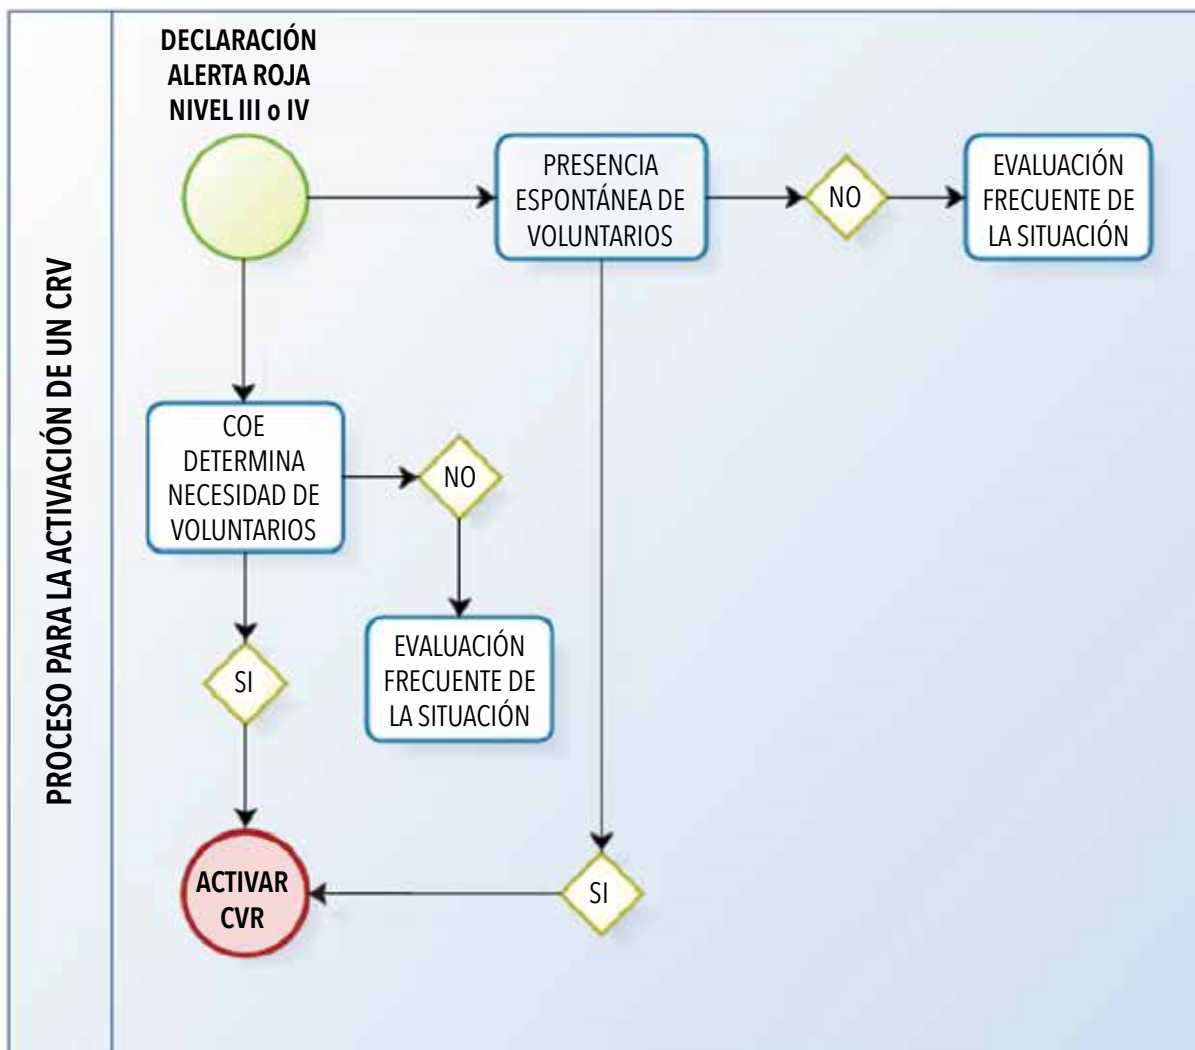 PROCESO PARA LA ACTIVACIÓN DE UN CRV
DECLARACIÓN
ALERTA ROJA
NIVEL III o IV
PRESENCIA
ESPONTÁNEA DE
VOLUNTARIOS
NO
EVALUACIÓN
FRECUENTE DE
LA SITUACIÓN
COE
DETERMINA
NECESIDAD DE
VOLUNTARIOS
NO
EVALUACIÓN
FRECUENTE DE
LA SITUACIÓN
SI
ACTIVAR
CVR
SI